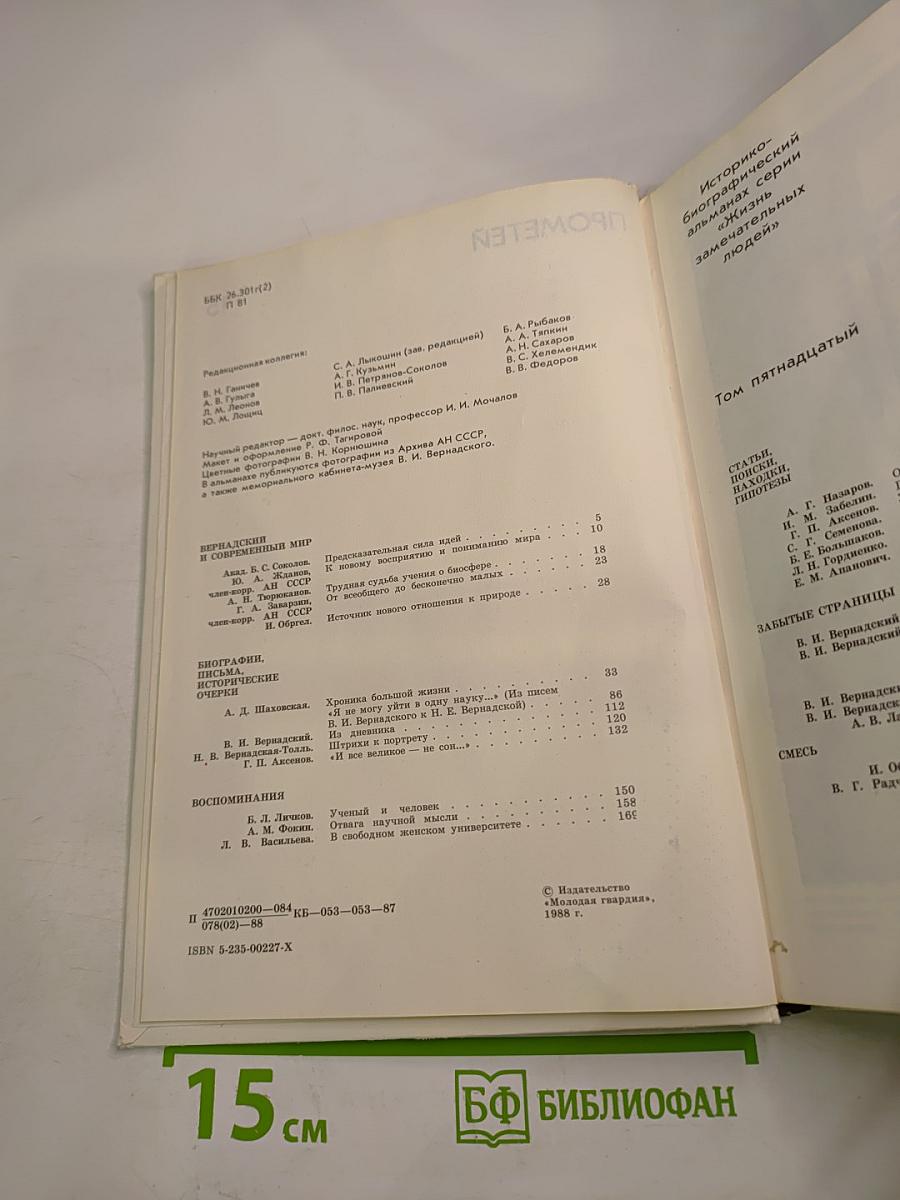 ПРОМЕТЕЙ
ББК 26.301г(2)
П 81
Редакционная коллегия:
В. Н. Ганичев
А. В. Гулыга
Л. М. Леонов
Ю. М. Лощиц
С. А. Лыкошин (зав. редакцией)
А. Г. Кузьмин
И. В. Петрянов-Соколов
П. В. Палиевский
Б. А. Рыбаков
А. А. Тяпкин
А. Н. Сахаров
В. С. Хелемендик
В. В. Федоров
Научный редактор — докт. филос. наук, профессор И. И. Мочалов
Макет и оформление Р. Ф. Тагировой
Цветные фотографии В. Н. Корнюшина
В альманахе публикуются фотографии из Архива АН СССР,
а также мемориального кабинета-музея В. И. Вернадского.
ВЕРНАДСКИЙ
И СОВРЕМЕННЫЙ МИР
Акад. Б. С. Соколов. Предсказательная сила идей . . . . . . . . . 5
Ю. А. Жданов, К новому восприятию и пониманию мира . . . 10
член-корр. АН СССР
А. Н. Тюрюканов. Трудная судьба учения о биосфере . . . . . . 18
Г. А. Заварзин, От всеобщего до бесконечно малых . . . . . . 23
член-корр. АН СССР
И. Обргел. Источник нового отношения к природе . . . . . 28
БИОГРАФИИ,
ПИСЬМА,
ИСТОРИЧЕСКИЕ
ОЧЕРКИ
А. Д. Шаховская. Хроника большой жизни . . . . . . . . . . 33
«Я не могу уйти в одну науку...» (Из писем
В. И. Вернадского к Н. Е. Вернадской) . . . . . 86
В. И. Вернадский. Из дневника . . . . . . . . . . . . . 112
Н. В. Вернадская-Толль. Штрихи к портрету . . . . . . . . . . . 120
Г. П. Аксенов. «И все великое — не сон...» . . . . . . . . . 132
ВОСПОМИНАНИЯ
Б. Л. Личков. Ученый и человек . . . . . . . . . . . 150
А. М. Фокин. Отвага научной мысли . . . . . . . . . . 158
Л. В. Васильева. В свободном женском университете . . . . . . 169
П 4702010200—084
078(02)—88 КБ—053—053—87
ISBN 5-235-00227-X
© Издательство
«Молодая гвардия»,
1988 г.
Историко-
биографический
альманах серии
«Жизнь
замечательных
людей»
Том пятнадцатый
СТАТЬИ,
ПОИСКИ,
НАХОДКИ,
ГИПОТЕЗЫ
А. Г. Назаров.
И. М. Забелин.
Г. П. Аксенов.
С. Г. Семенова.
Б. Е. Большаков.
Л. Н. Гордиенко.
Е. М. Апанович.
ЗАБЫТЫЕ СТРАНИЦЫ
В. И. Вернадский
В. И. Вернадский
В. И. Вернадск
В. И. Вернадск
А. В. Ла
СМЕСЬ
И. О
В. Г. Рад
15 см
БФ БИБЛИОФАН